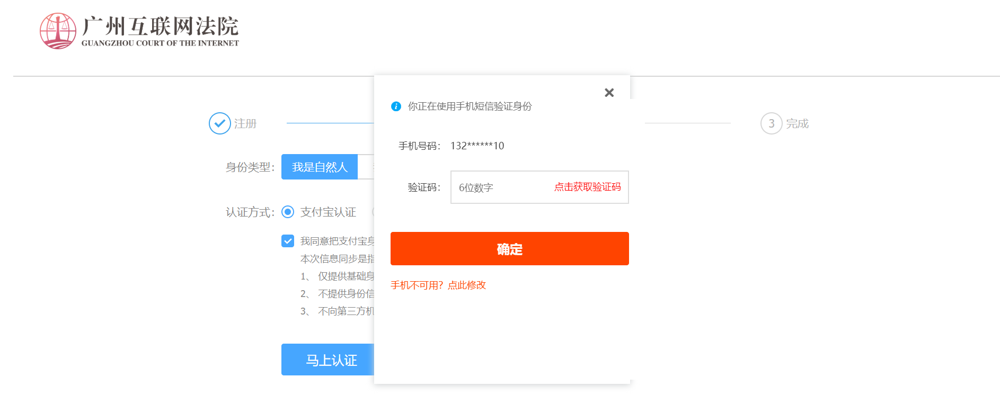 广州互联网法院
GUANGZHOU COURT OF THE INTERNET
你正在使用手机短信验证身份
注册
3 完成
手机号码： 132******10
身份类型：
我是自然人
验证码：
6位数字
点击获取验证码
认证方式：
支付宝认证
我同意把支付宝身
确定
本次信息同步是指
1、 仅提供基础身
手机不可用？点此修改
2、 不提供身份信
3、 不向第三方机
马上认证